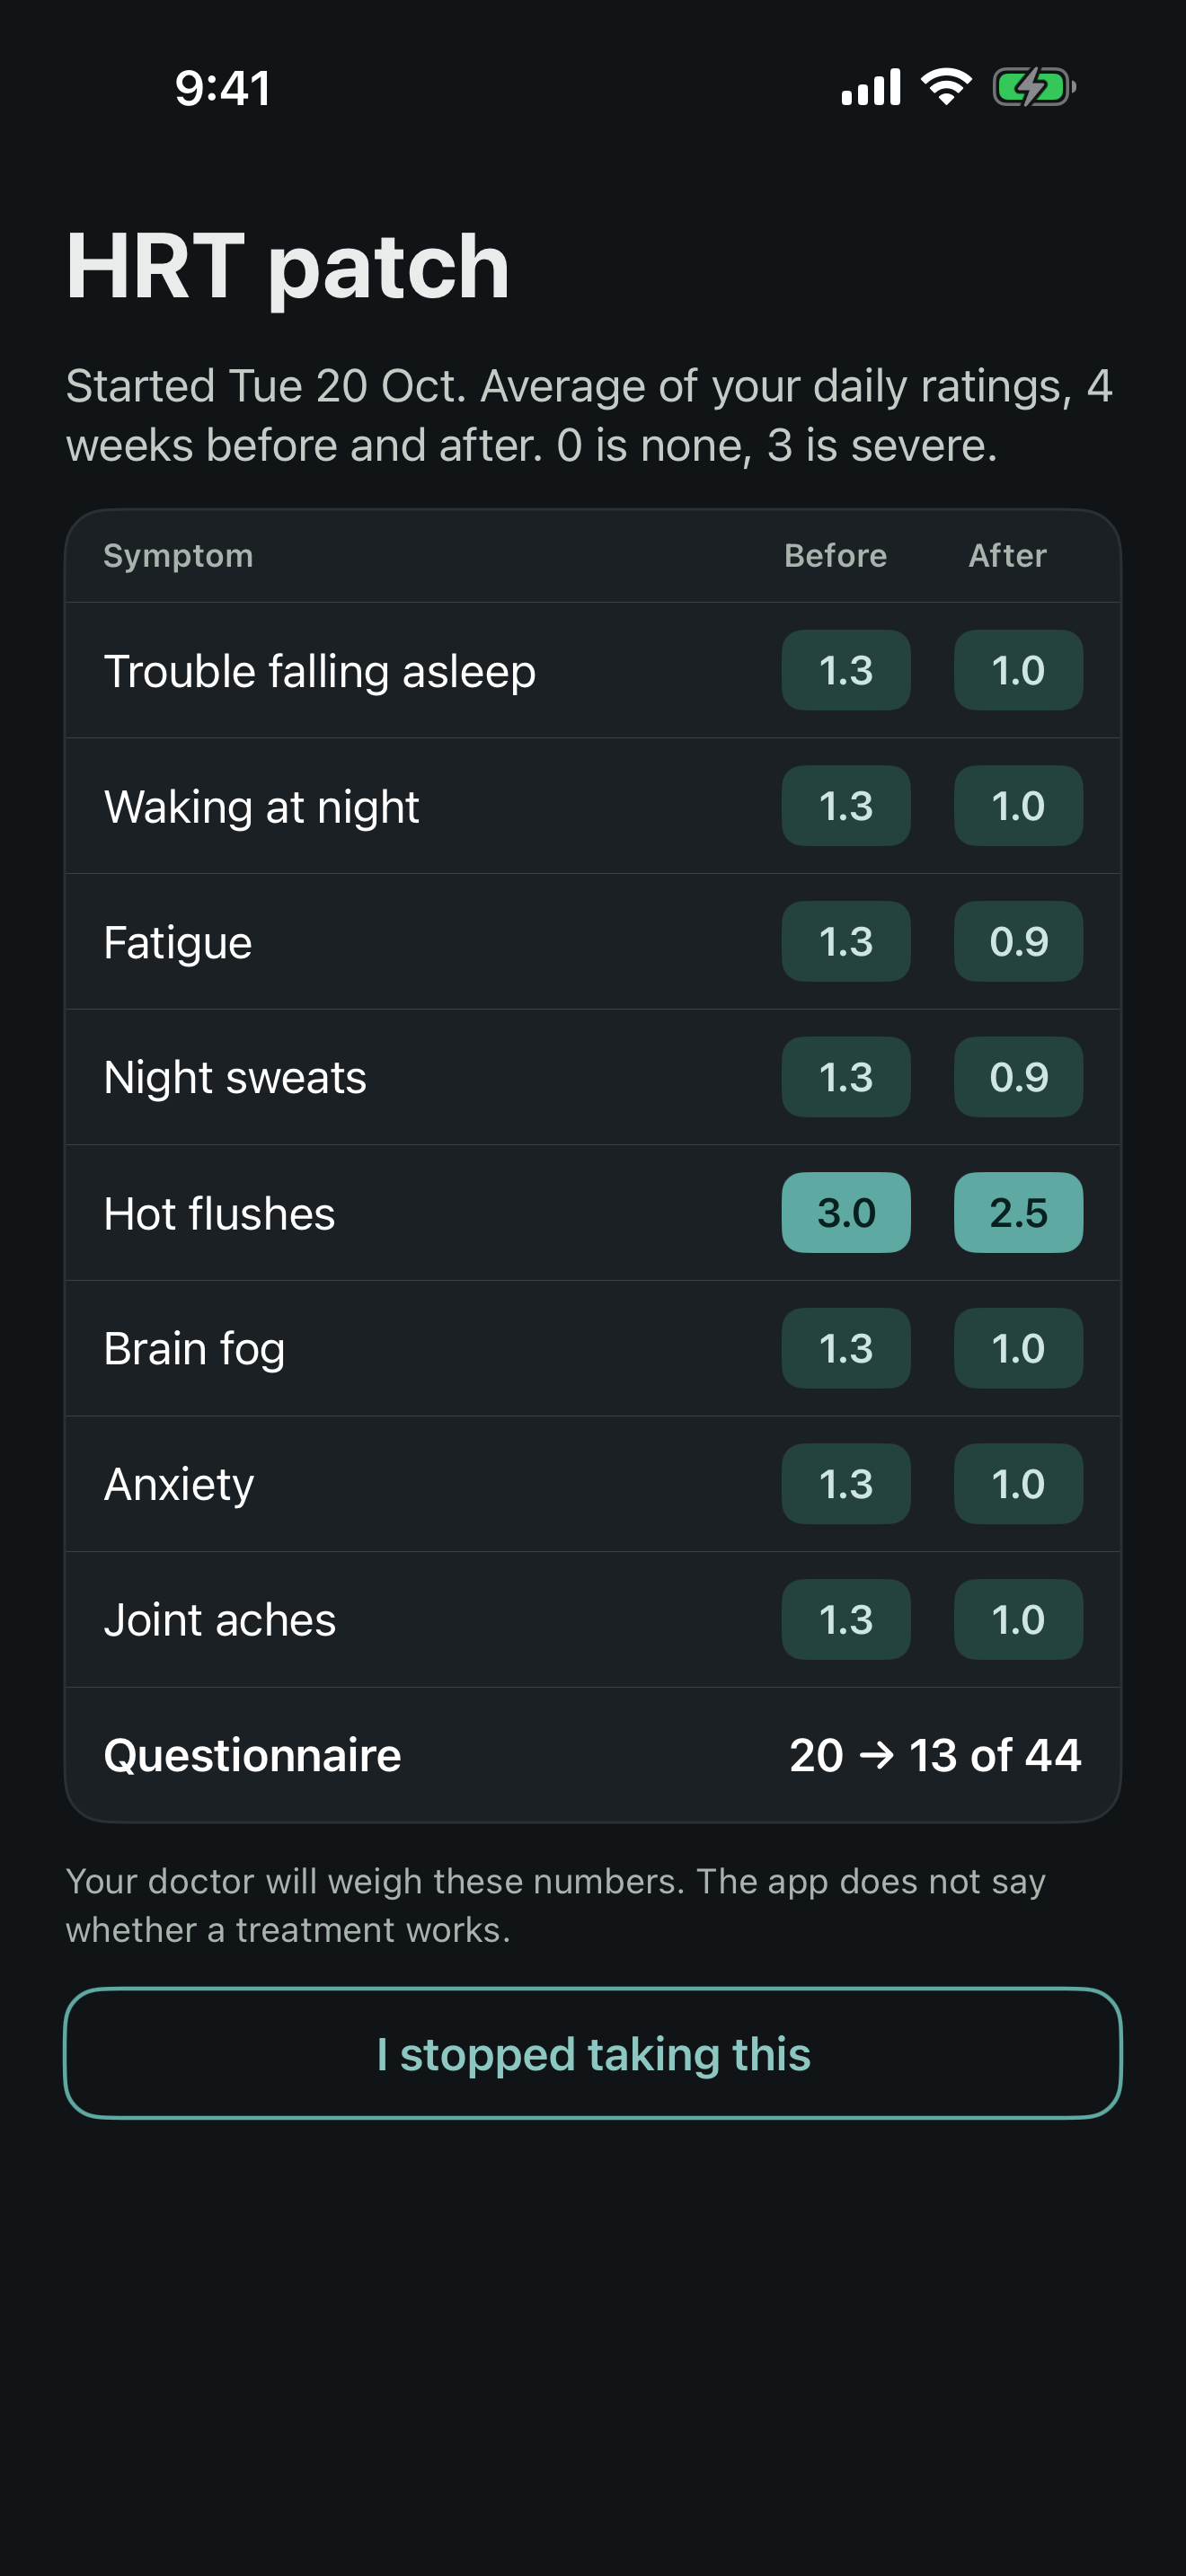 9:41
HRT patch
Started Tue 20 Oct. Average of your daily ratings, 4
weeks before and after. 0 is none, 3 is severe.
Symptom Before After
Trouble falling asleep 1.3 1.0
Waking at night 1.3 1.0
Fatigue 1.3 0.9
Night sweats 1.3 0.9
Hot flushes 3.0 2.5
Brain fog 1.3 1.0
Anxiety 1.3 1.0
Joint aches 1.3 1.0
Questionnaire 20 → 13 of 44
Your doctor will weigh these numbers. The app does not say
whether a treatment works.
I stopped taking this